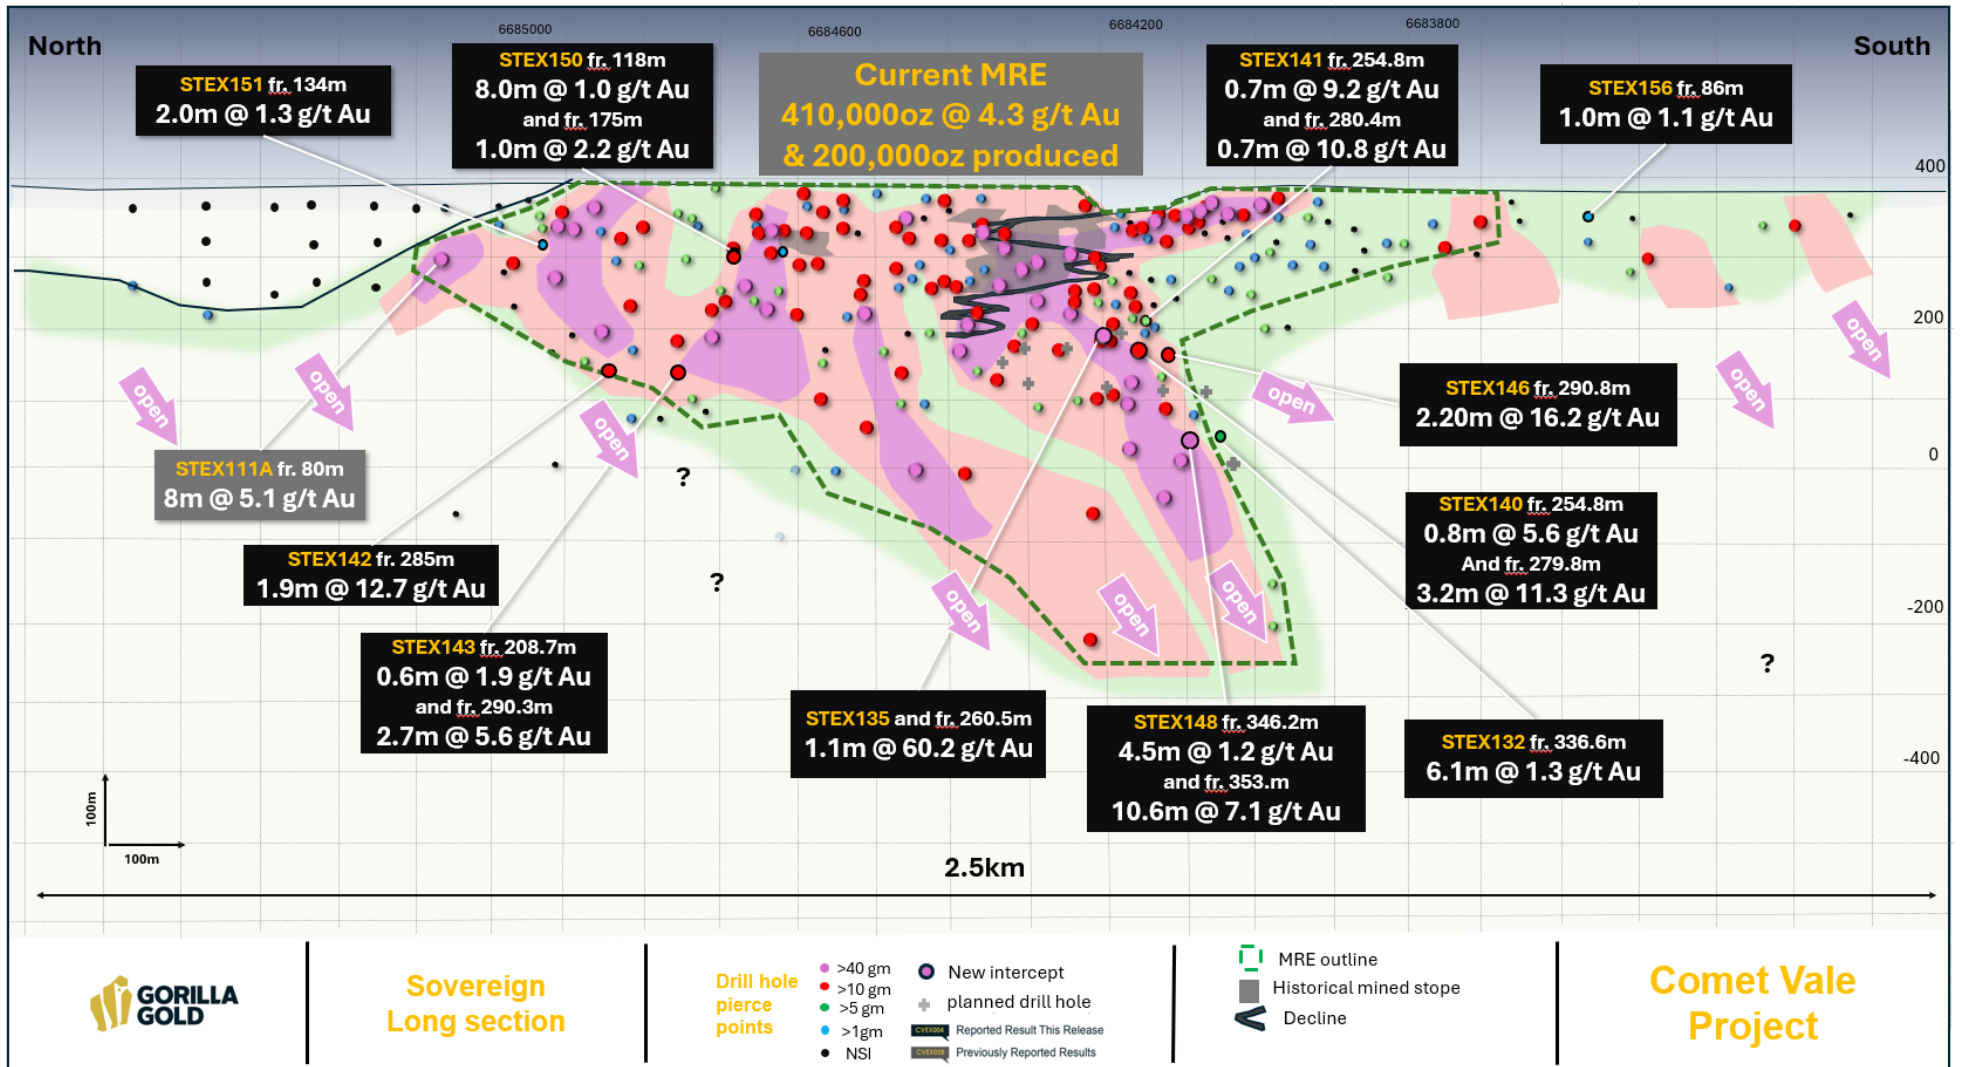 6685000
6684600
6684200
6683800
North
South
STEX151 fr. 134m
2.0m @ 1.3 g/t Au
STEX150 fr. 118m
8.0m @ 1.0 g/t Au
and fr. 175m
1.0m @ 2.2 g/t Au
Current MRE
410,000oz @ 4.3 g/t Au
& 200,000oz produced
STEX141 fr. 254.8m
0.7m @ 9.2 g/t Au
and fr. 280.4m
0.7m @ 10.8 g/t Au
STEX156 fr. 86m
1.0m @ 1.1 g/t Au
400
200
0
-200
-400
open
open
open
open
open
open
open
open
open
STEX111A fr. 80m
8m @ 5.1 g/t Au
STEX142 fr. 285m
1.9m @ 12.7 g/t Au
STEX143 fr. 208.7m
0.6m @ 1.9 g/t Au
and fr. 290.3m
2.7m @ 5.6 g/t Au
?
?
?
STEX146 fr. 290.8m
2.20m @ 16.2 g/t Au
STEX140 fr. 254.8m
0.8m @ 5.6 g/t Au
And fr. 279.8m
3.2m @ 11.3 g/t Au
STEX135 and fr. 260.5m
1.1m @ 60.2 g/t Au
STEX148 fr. 346.2m
4.5m @ 1.2 g/t Au
and fr. 353.m
10.6m @ 7.1 g/t Au
STEX132 fr. 336.6m
6.1m @ 1.3 g/t Au
100m
100m
2.5km
GORILLA
GOLD
Sovereign
Long section
Drill hole
pierce
points
>40 gm
>10 gm
>5 gm
>1gm
NSI
New intercept
planned drill hole
CVEX004 Reported Result This Release
CVEX028 Previously Reported Results
MRE outline
Historical mined stope
Decline
Comet Vale
Project